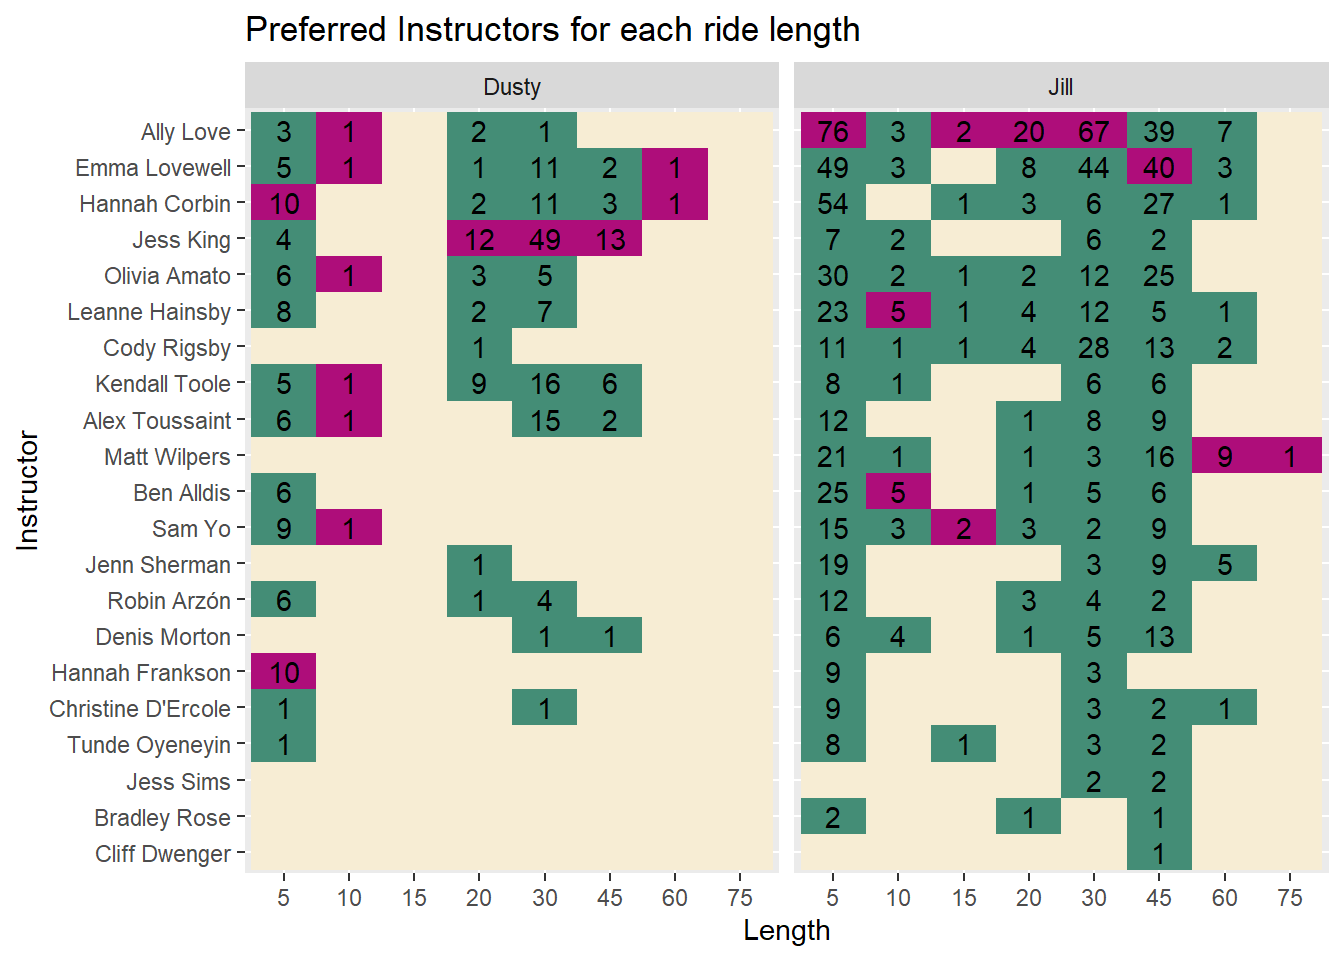 Preferred Instructors for each ride length
Dusty Jill
Ally Love 3 1 2 1 76 3 2 20 67 39 7
Emma Lovewell 5 1 1 11 2 1 49 3 8 44 40 3
Hannah Corbin 10 2 11 3 1 54 1 3 6 27 1
Jess King 4 12 49 13 7 2 6 2
Olivia Amato 6 1 3 5 30 2 1 2 12 25
Leanne Hainsby 8 2 7 23 5 1 4 12 5 1
Cody Rigsby 1 11 1 1 4 28 13 2
Kendall Toole 5 1 9 16 6 8 1 6 6
Alex Toussaint 6 1 15 2 12 1 8 9
Matt Wilpers 21 1 1 3 16 9 1
Ben Alldis 6 25 5 1 5 6
Sam Yo 9 1 15 3 2 3 2 9
Jenn Sherman 1 19 3 9 5
Robin Arzón 6 1 4 12 3 4 2
Denis Morton 1 1 6 4 1 5 13
Hannah Frankson 10 9 3
Christine D'Ercole 1 1 9 3 2 1
Tunde Oyeneyin 1 8 1 3 2
Jess Sims 2 2
Bradley Rose 2 1 1
Cliff Dwenger 1
5 10 15 20 30 45 60 75 5 10 15 20 30 45 60 75
Length
Instructor